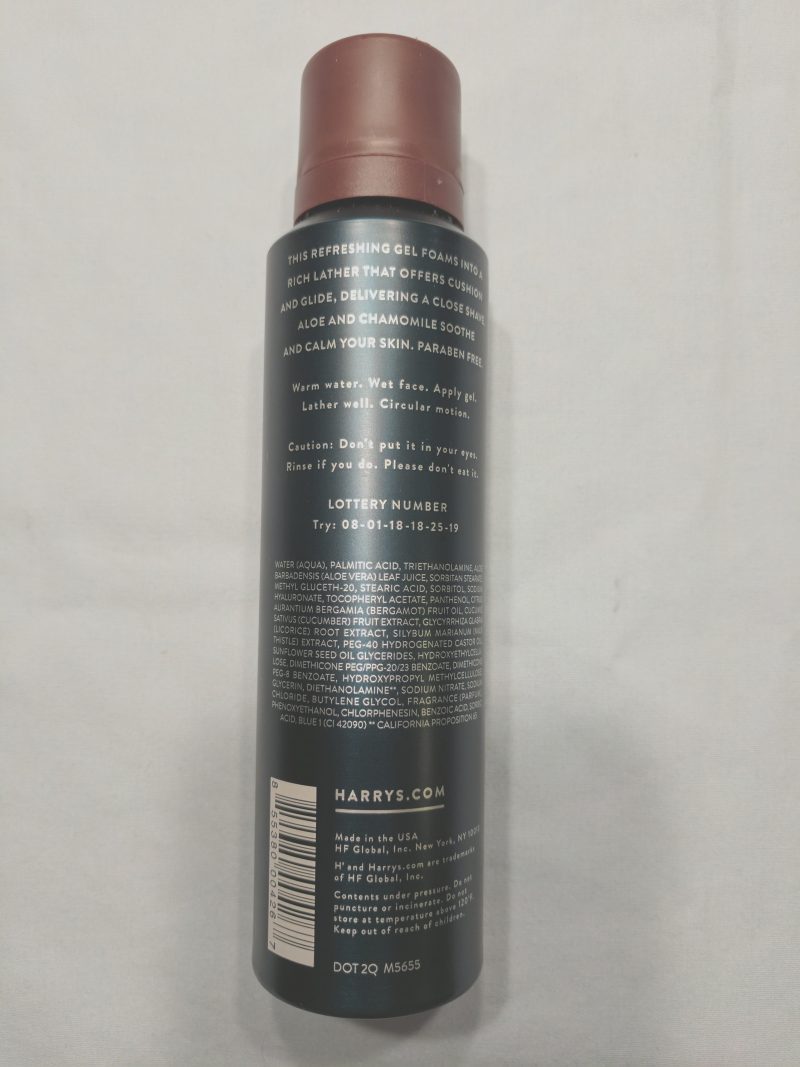 THIS REFRESHING GEL FOAMS INTO A
RICH LATHER THAT OFFERS CUSHION
AND GLIDE, DELIVERING A CLOSE SHAVE
ALOE AND CHAMOMILE SOOTHE
AND CALM YOUR SKIN. PARABEN FREE.
Warm water. Wet face. Apply gel.
Lather well. Circular motion.
Caution: Don't put it in your eyes.
Rinse if you do. Please don't eat it.
LOTTERY NUMBER
Try: 08-01-18-18-25-19
WATER (AQUA), PALMITIC ACID, TRIETHANOLAMINE, ALOE
BARBADENSIS (ALOE VERA) LEAF JUICE, SORBITAN STEARATE,
METHYL GLUCETH-20, STEARIC ACID, SORBITOL, SODIUM
HYALURONATE, TOCOPHERYL ACETATE, PANTHENOL, CITRUS
AURANTIUM BERGAMIA (BERGAMOT) FRUIT OIL, CUCUMIS
SATIVUS (CUCUMBER) FRUIT EXTRACT, GLYCYRRHIZA GLABRA
(LICORICE) ROOT EXTRACT, SILYBUM MARIANUM (MILK
THISTLE) EXTRACT, PEG-40 HYDROGENATED CASTOR OIL,
SUNFLOWER SEED OIL GLYCERIDES, HYDROXYETHYLCELLU
LOSE, DIMETHICONE PEG/PPG-20/23 BENZOATE, DIMETHICONE
PEG-8 BENZOATE, HYDROXYPROPYL METHYLCELLULOSE,
GLYCERIN, DIETHANOLAMINE**, SODIUM NITRATE, SODIUM
CHLORIDE, BUTYLENE GLYCOL, FRAGRANCE (PARFUM),
PHENOXYETHANOL, CHLORPHENESIN, BENZOIC ACID, SORBIC
ACID, BLUE 1 (CI 42090) ** CALIFORNIA PROPOSITION 65
HARRYS.COM
Made in the USA
HF Global, Inc. New York, NY
H' and Harrys.com are trademarks
of HF Global, Inc.
Contents under pressure. Do not
puncture or incinerate. Do not
store at temperature above 120°F.
Keep out of reach of children.
8 55380 00426 7
DOT 2Q M5655